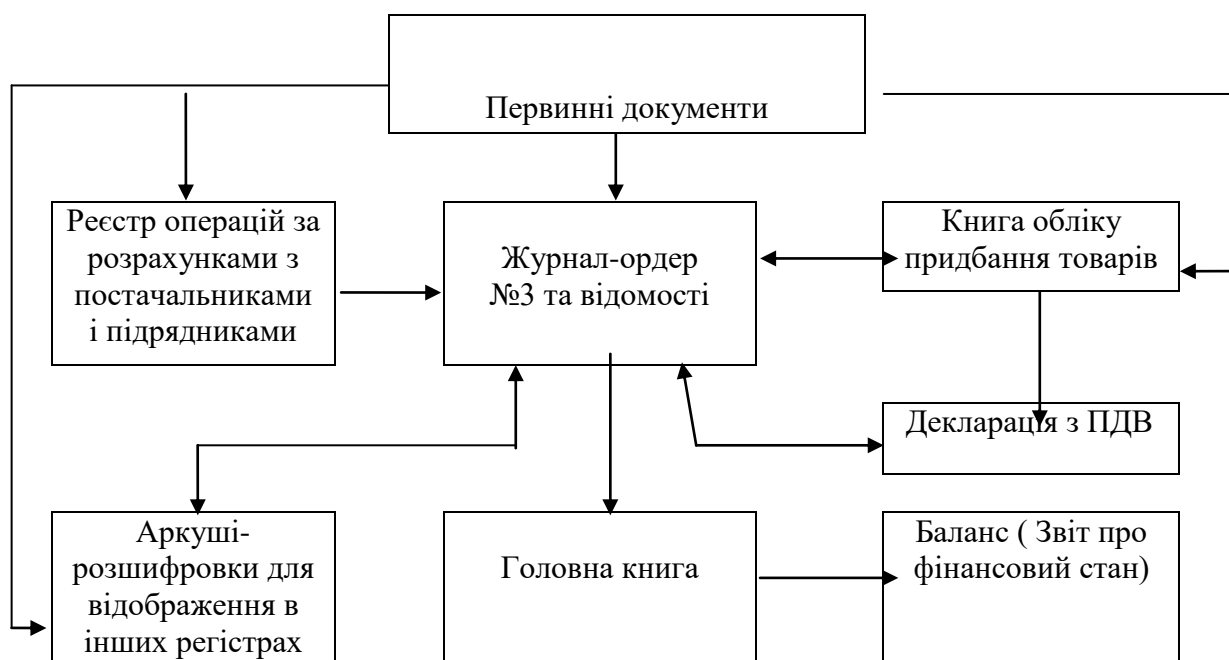 Первинні документи
Реєстр операцій за
розрахунками з
постачальниками
і підрядниками
Журнал-ордер
№3 та відомості
Книга обліку
придбання товарів
Декларація з ПДВ
Аркуші-
розшифровки для
відображення в
інших регістрах
Головна книга
Баланс ( Звіт про
фінансовий стан)